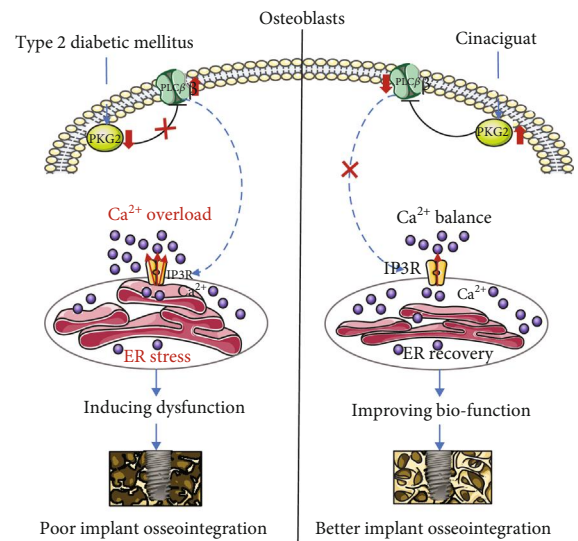 Osteoblasts
Type 2 diabetic mellitus
Cinaciguat
PLCβ β
PLCβ β
PKG2
PKG2
Ca²⁺ overload
Ca²⁺ balance
IP3R
IP3R
Ca²⁺
Ca²⁺
ER stress
ER recovery
Inducing dysfunction
Improving bio-function
Poor implant osseointegration
Better implant osseointegration